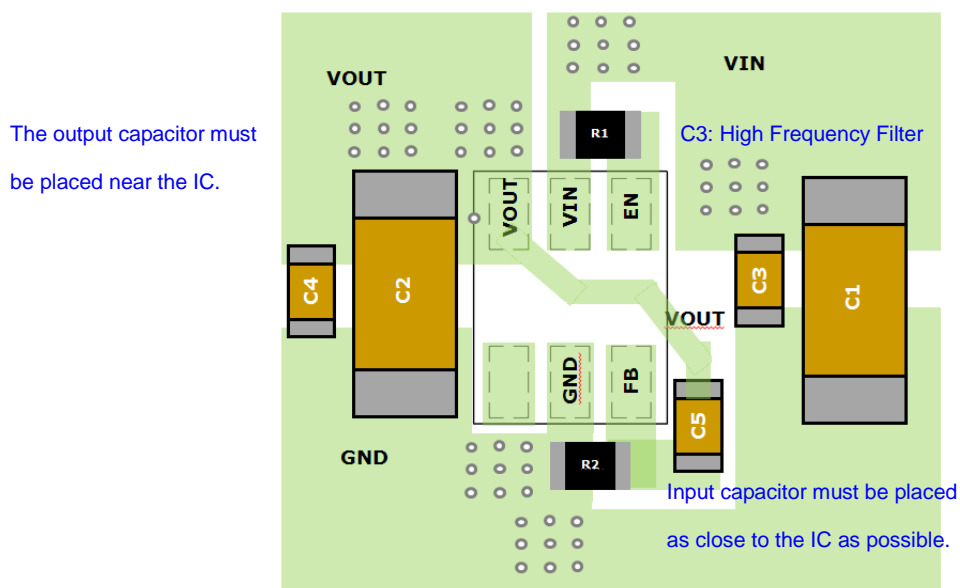 VOUT
VIN
The output capacitor must
be placed near the IC.
R1
C3: High Frequency Filter
VOUT
VIN
EN
C4
C2
C3
C1
VOUT
GND
FB
C5
GND
R2
Input capacitor must be placed
as close to the IC as possible.